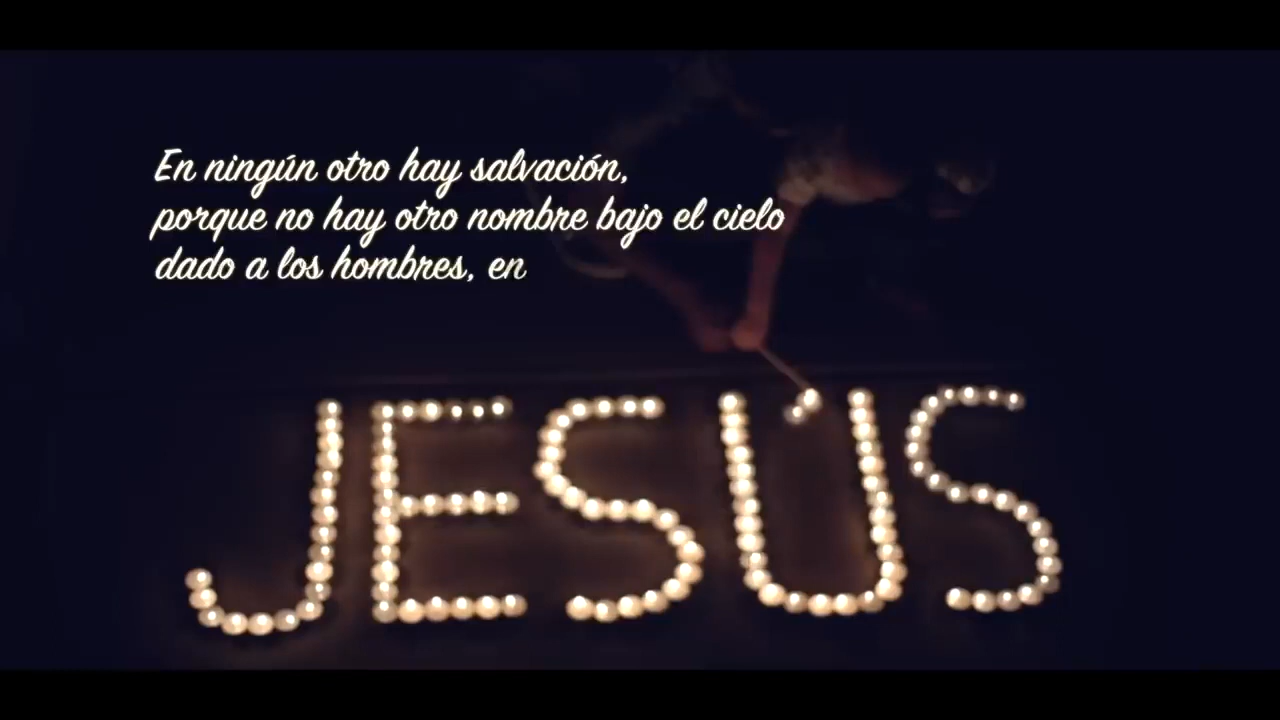 En ningún otro hay salvación,
porque no hay otro nombre bajo el cielo
dado a los hombres, en
JESÚS